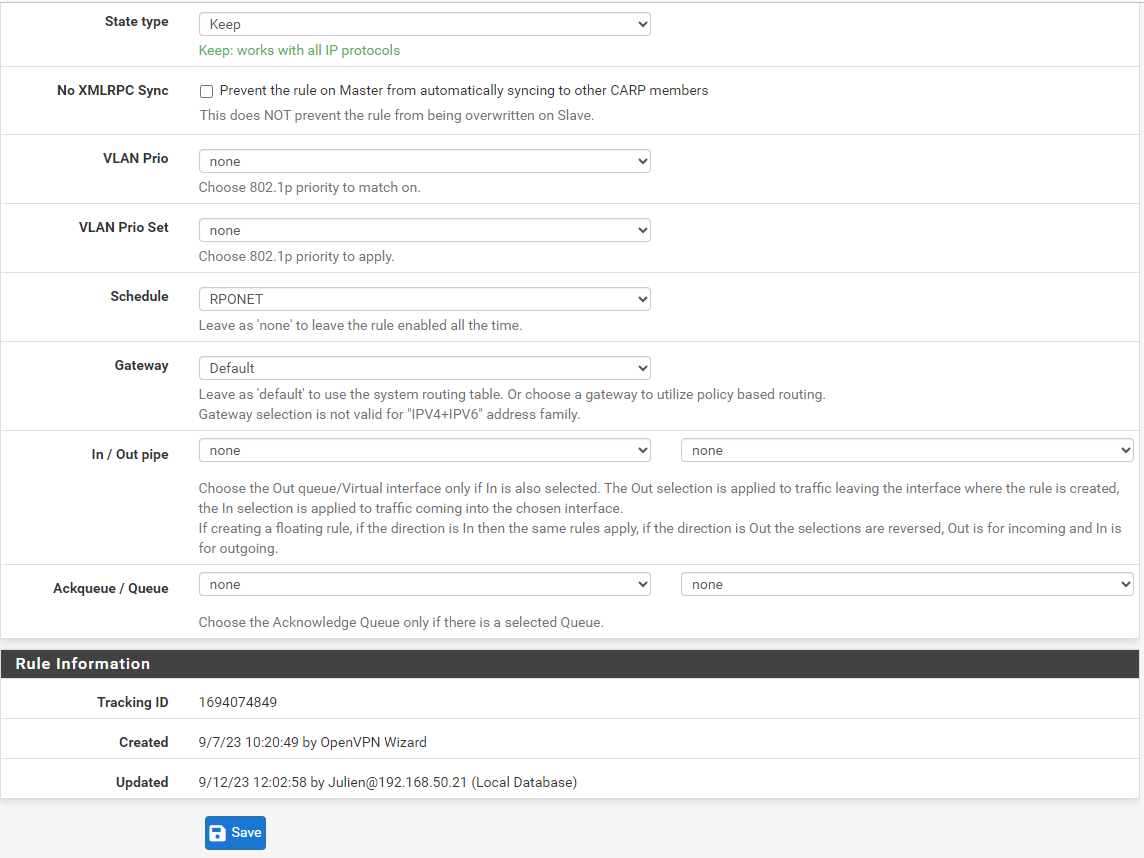 State type
Keep
Keep: works with all IP protocols
No XMLRPC Sync
Prevent the rule on Master from automatically syncing to other CARP members
This does NOT prevent the rule from being overwritten on Slave.
VLAN Prio
none
Choose 802.1p priority to match on.
VLAN Prio Set
none
Choose 802.1p priority to apply.
Schedule
RPONET
Leave as 'none' to leave the rule enabled all the time.
Gateway
Default
Leave as 'default' to use the system routing table. Or choose a gateway to utilize policy based routing.
Gateway selection is not valid for "IPV4+IPV6" address family.
In / Out pipe
none
none
Choose the Out queue/Virtual interface only if In is also selected. The Out selection is applied to traffic leaving the interface where the rule is created,
the In selection is applied to traffic coming into the chosen interface.
If creating a floating rule, if the direction is In then the same rules apply, if the direction is Out the selections are reversed, Out is for incoming and In is
for outgoing.
Ackqueue / Queue
none
none
Choose the Acknowledge Queue only if there is a selected Queue.
Rule Information
Tracking ID
1694074849
Created
9/7/23 10:20:49 by OpenVPN Wizard
Updated
9/12/23 12:02:58 by Julien@192.168.50.21 (Local Database)
Save